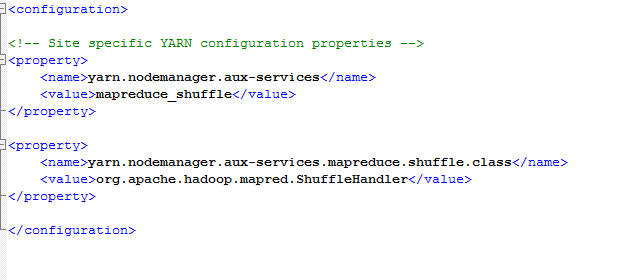 <configuration>
<!-- Site specific YARN configuration properties -->
<property>
<name>yarn.nodemanager.aux-services</name>
<value>mapreduce_shuffle</value>
</property>
<property>
<name>yarn.nodemanager.aux-services.mapreduce.shuffle.class</name>
<value>org.apache.hadoop.mapred.ShuffleHandler</value>
</property>
</configuration>